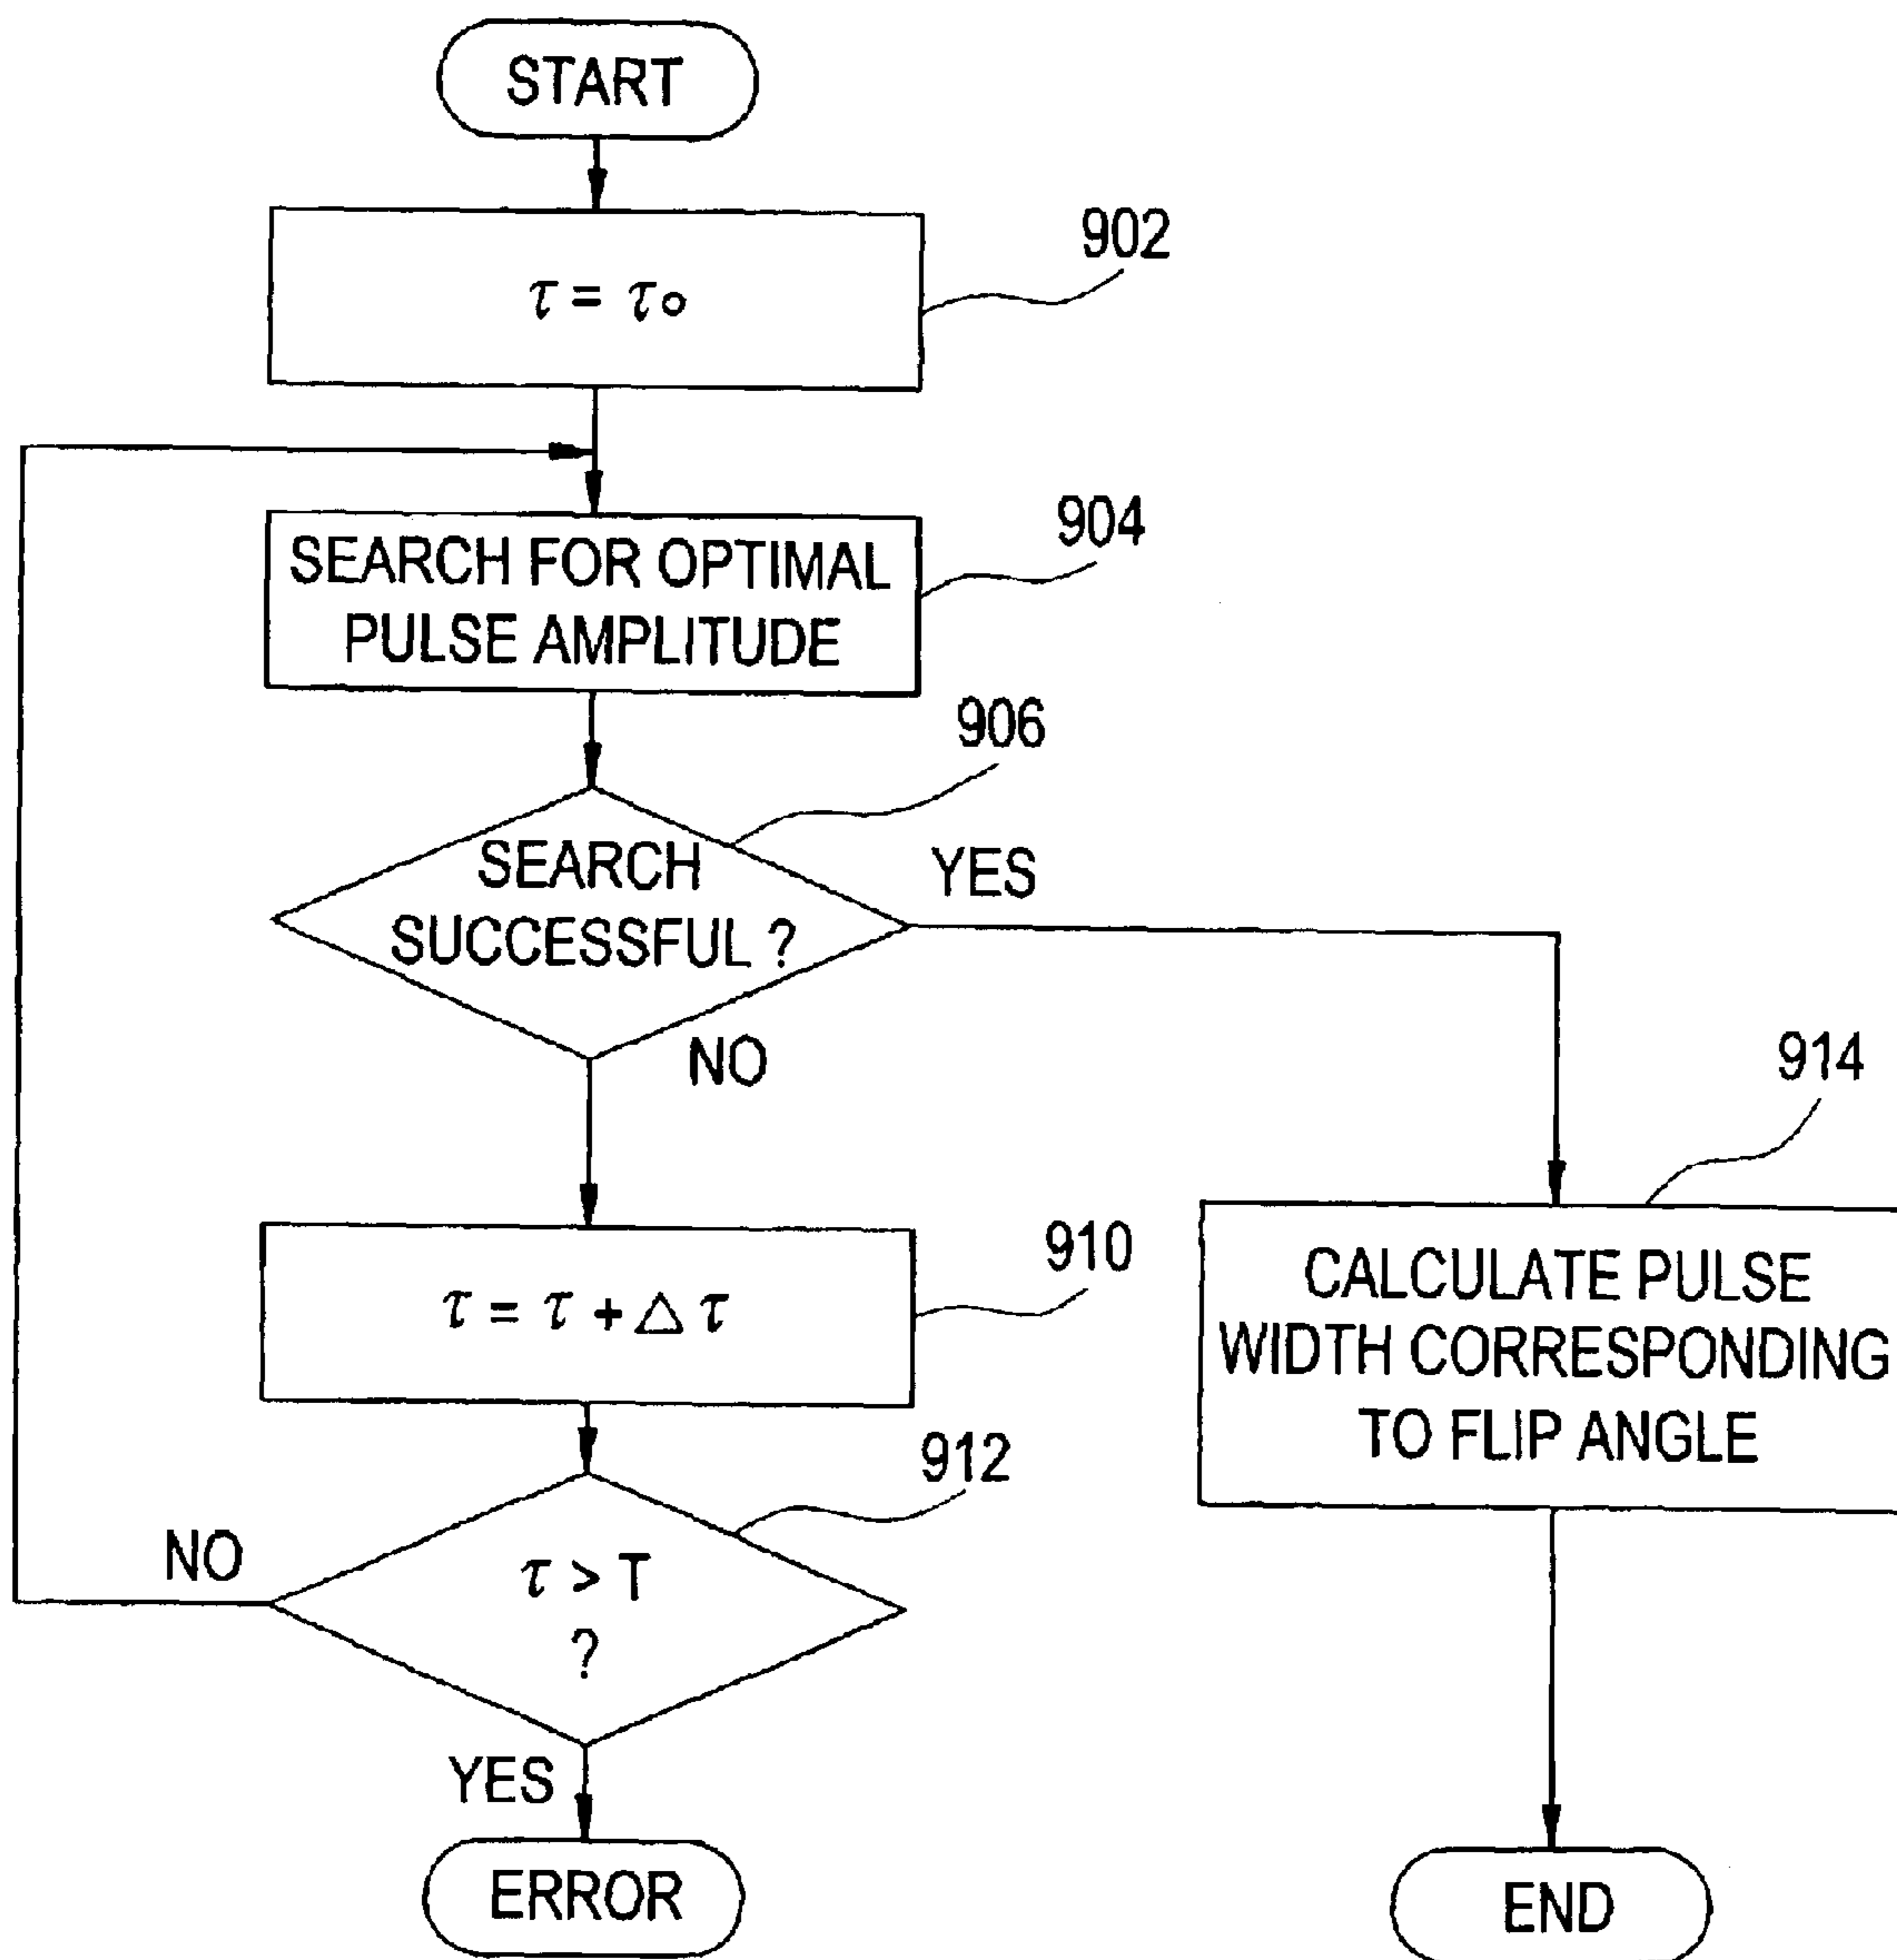 START
902
τ = τo
904
SEARCH FOR OPTIMAL
PULSE AMPLITUDE
906
SEARCH
SUCCESSFUL ?
YES
NO
910
τ = τ + △ τ
912
τ > T
?
NO
YES
ERROR
914
CALCULATE PULSE
WIDTH CORRESPONDING
TO FLIP ANGLE
END